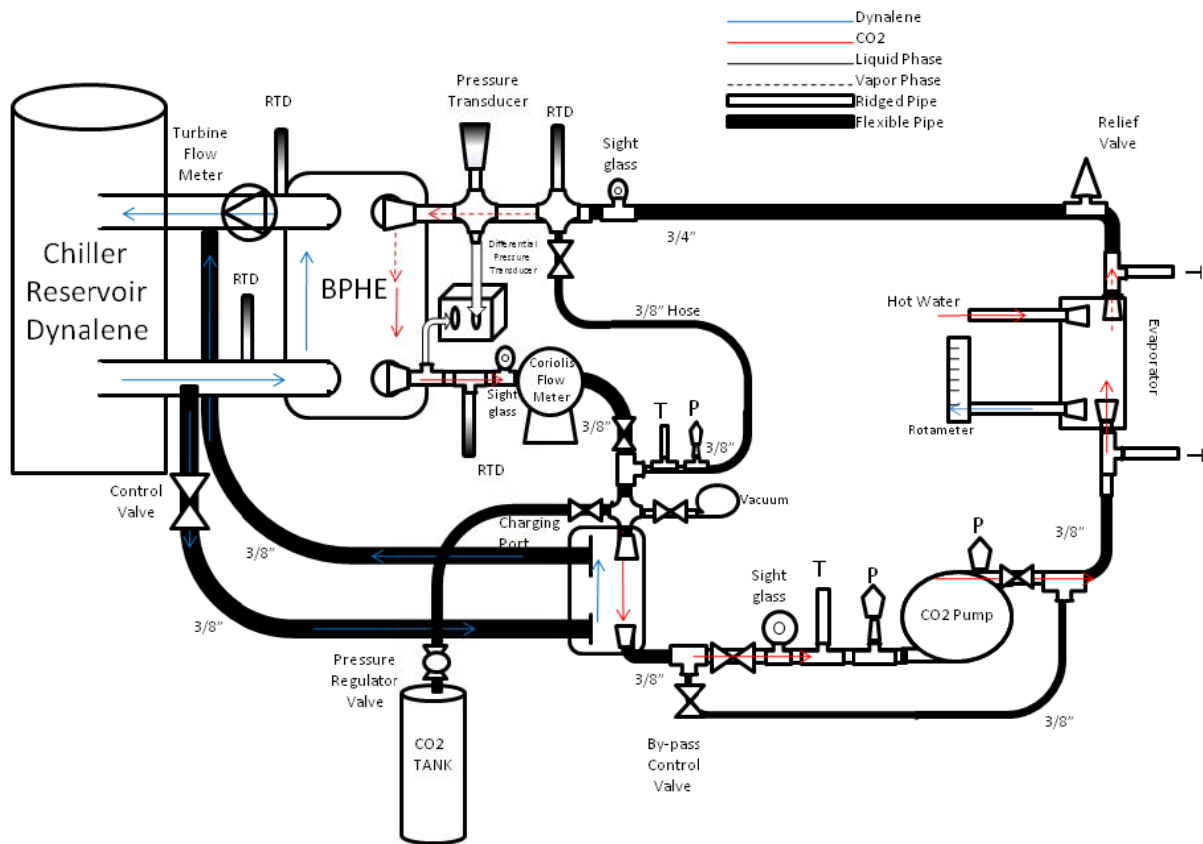 Dynalene
CO2
Liquid Phase
Vapor Phase
Ridged Pipe
Flexible Pipe
RTD
Pressure
Transducer
RTD
Sight
glass
Relief
Valve
Turbine
Flow
Meter
3/4”
T
Chiller
Reservoir
Dynalene
RTD
BPHE
Differential
Pressure
Transducer
3/8” Hose
Hot Water
Evaporator
Sight
glass
Coriolis
Flow
Meter
Rotameter
3/8”
T
P
3/8”
T
RTD
Control
Valve
Charging
Port
Vacuum
3/8”
3/8”
P
3/8”
Sight
glass
T
P
CO2 Pump
3/8”
Pressure
Regulator
Valve
3/8”
3/8”
CO2
TANK
By-pass
Control
Valve